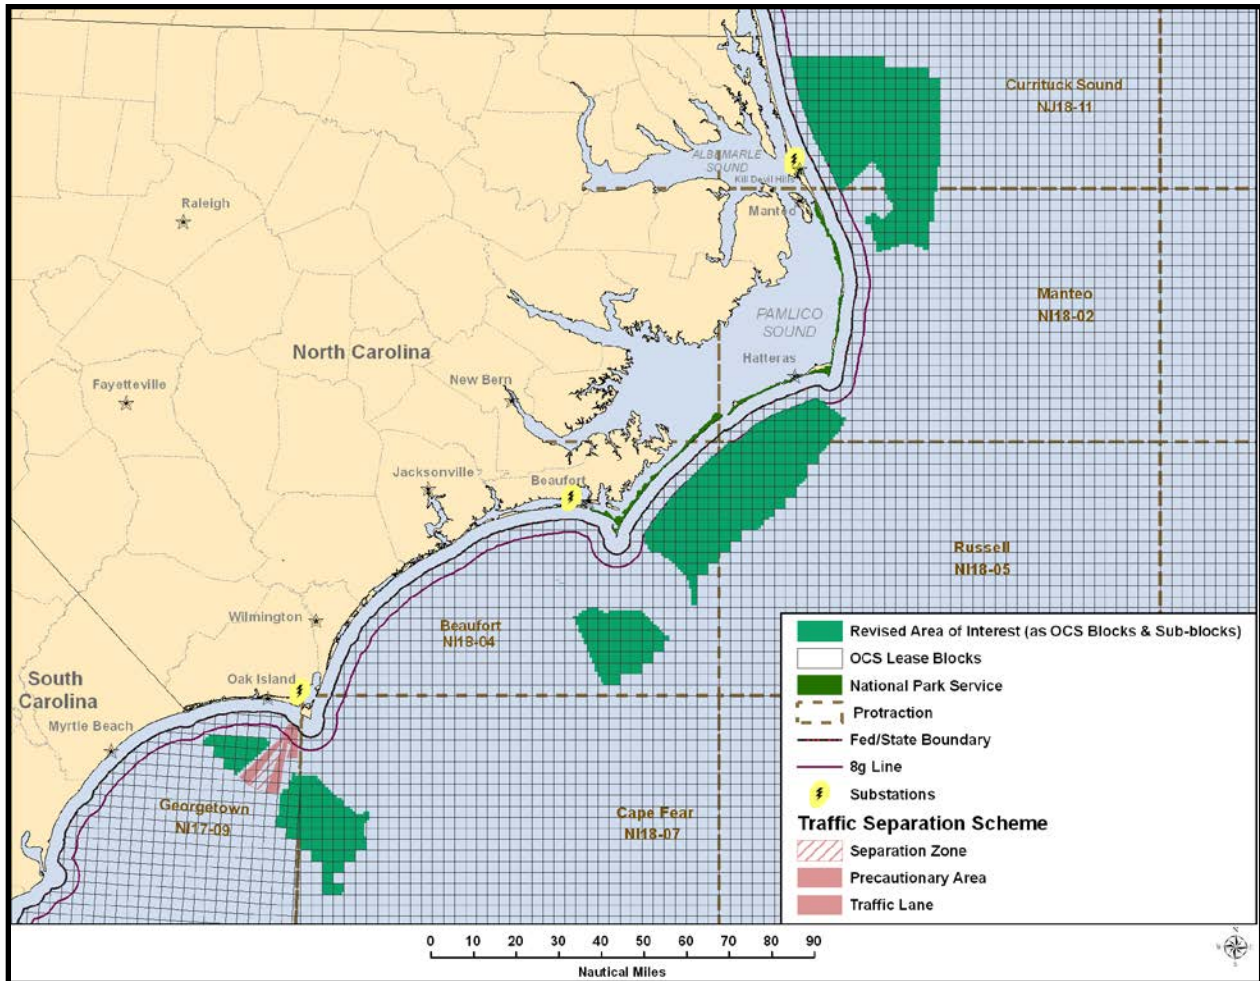 Currituck Sound
NJ18-11
ALBEMARLE
SOUND
Kill Devil Hills
Raleigh
Manteo
Manteo
NI18-02
PAMLICO
SOUND
North Carolina
Hatteras
Fayetteville
New Bern
Jacksonville
Beaufort
Russell
NI18-05
Wilmington
Beaufort
NI18-04
South
Carolina
Oak Island
Myrtle Beach
Georgetown
NI17-09
Cape Fear
NI18-07
Revised Area of Interest (as OCS Blocks & Sub-blocks)
OCS Lease Blocks
National Park Service
Protraction
Fed/State Boundary
8g Line
Substations
Traffic Separation Scheme
Separation Zone
Precautionary Area
Traffic Lane
0 10 20 30 40 50 60 70 80 90
Nautical Miles